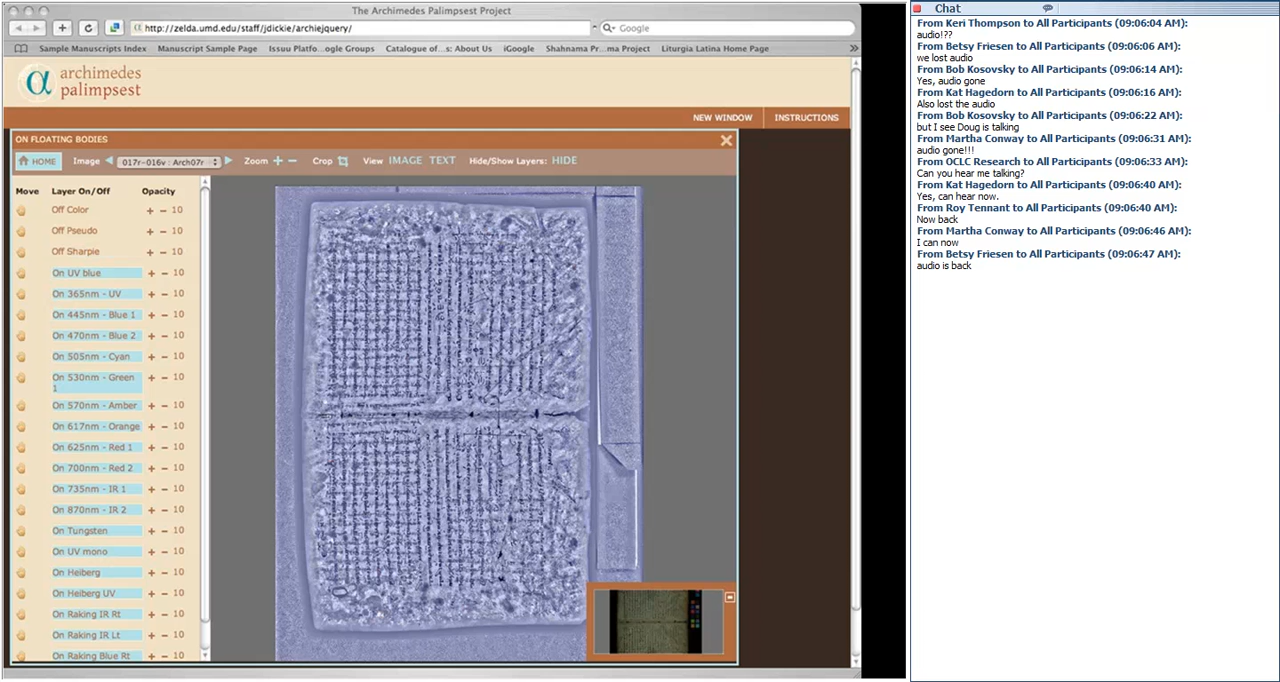 The Archimedes Palimpsest Project
http://zelda.umd.edu/staff/jdickie/archiejquery/
Google
Sample Manuscripts Index Manuscript Sample Page Issuu Platfo...ogle Groups Catalogue of...s: About Us iGoogle Shahnama Pr...ma Project Liturgia Latina Home Page
α archimedes
palimpsest
NEW WINDOW INSTRUCTIONS
ON FLOATING BODIES
HOME Image 017r-016v : Arch07r Zoom + − Crop View IMAGE TEXT Hide/Show Layers: HIDE
Move Layer On/Off Opacity
Off Color + − 10
Off Pseudo + − 10
Off Sharpie + − 10
On UV blue + − 10
On 365nm - UV + − 10
On 445nm - Blue 1 + − 10
On 470nm - Blue 2 + − 10
On 505nm - Cyan + − 10
On 530nm - Green + − 10
1
On 570nm - Amber + − 10
On 617nm - Orange + − 10
On 625nm - Red 1 + − 10
On 700nm - Red 2 + − 10
On 735nm - IR 1 + − 10
On 870nm - IR 2 + − 10
On Tungsten + − 10
On UV mono + − 10
On Heiberg + − 10
On Heiberg UV + − 10
On Raking IR Rt + − 10
On Raking IR Lt + − 10
On Raking Blue Rt + − 10
Chat
From Keri Thompson to All Participants (09:06:04 AM):
audio!??
From Betsy Friesen to All Participants (09:06:06 AM):
we lost audio
From Bob Kosovsky to All Participants (09:06:14 AM):
Yes, audio gone
From Kat Hagedorn to All Participants (09:06:16 AM):
Also lost the audio
From Bob Kosovsky to All Participants (09:06:22 AM):
but I see Doug is talking
From Martha Conway to All Participants (09:06:31 AM):
audio gone!!!
From OCLC Research to All Participants (09:06:33 AM):
Can you hear me talking?
From Kat Hagedorn to All Participants (09:06:40 AM):
Yes, can hear now.
From Roy Tennant to All Participants (09:06:40 AM):
Now back
From Martha Conway to All Participants (09:06:46 AM):
I can now
From Betsy Friesen to All Participants (09:06:47 AM):
audio is back